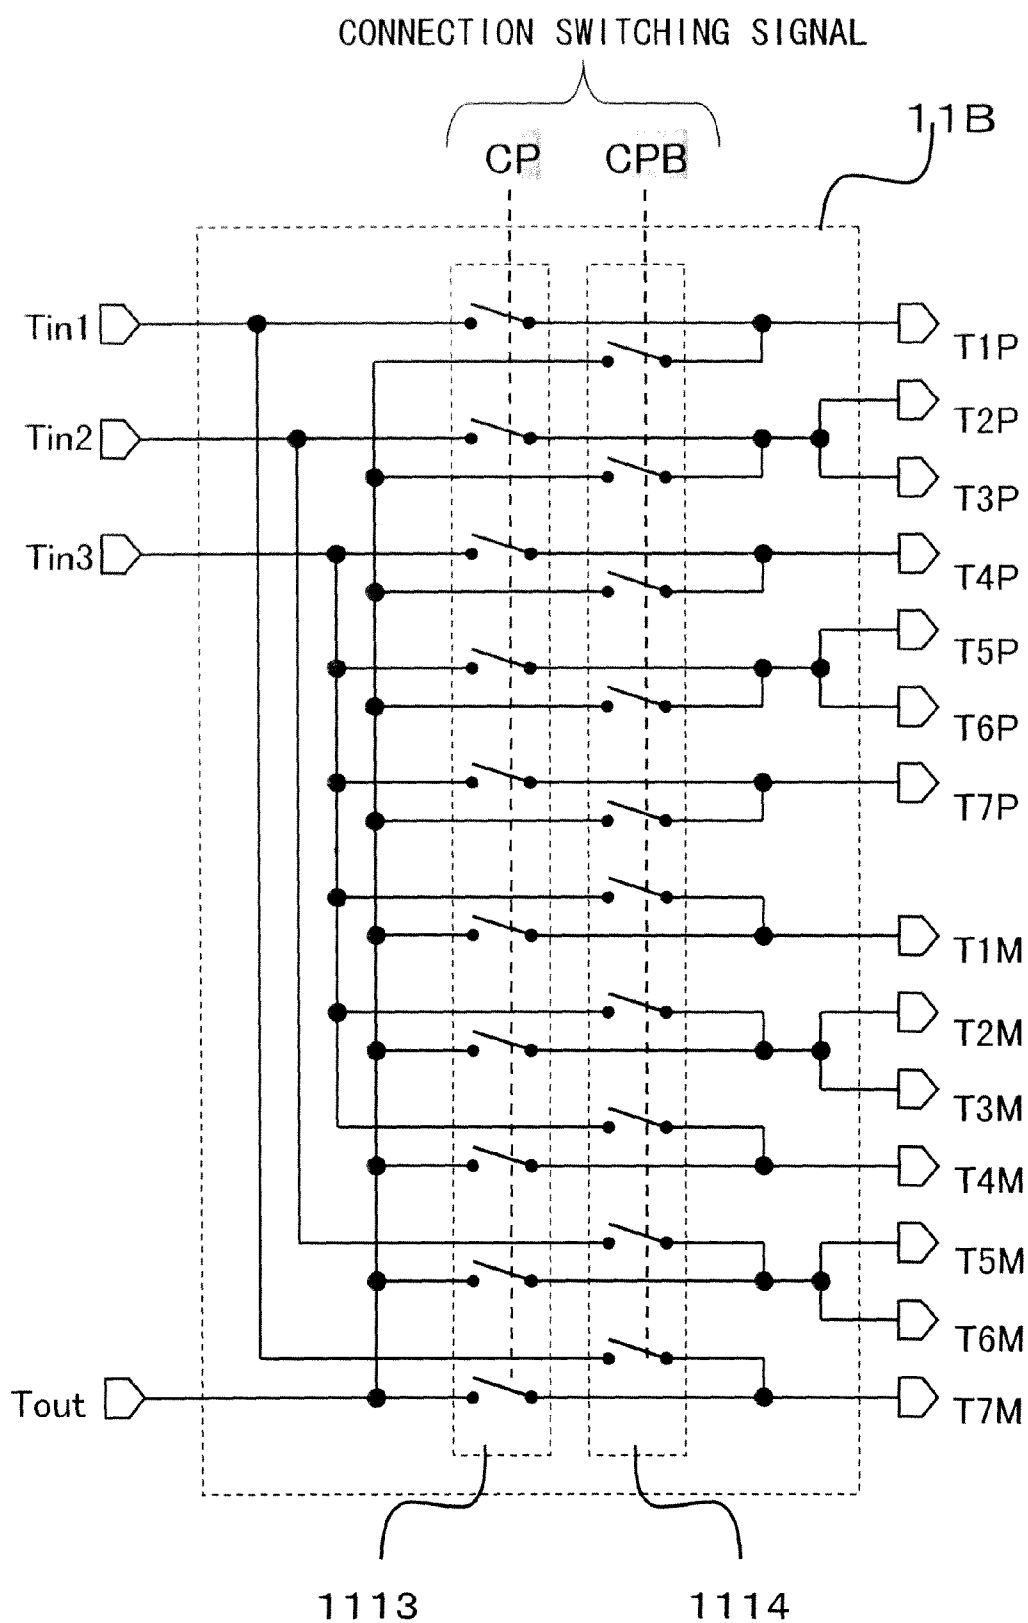 CONNECTION SWITCHING SIGNAL
11B
CP CPB
Tin1
T1P
T2P
Tin2
T3P
Tin3
T4P
T5P
T6P
T7P
T1M
T2M
T3M
T4M
T5M
T6M
Tout
T7M
1113 1114